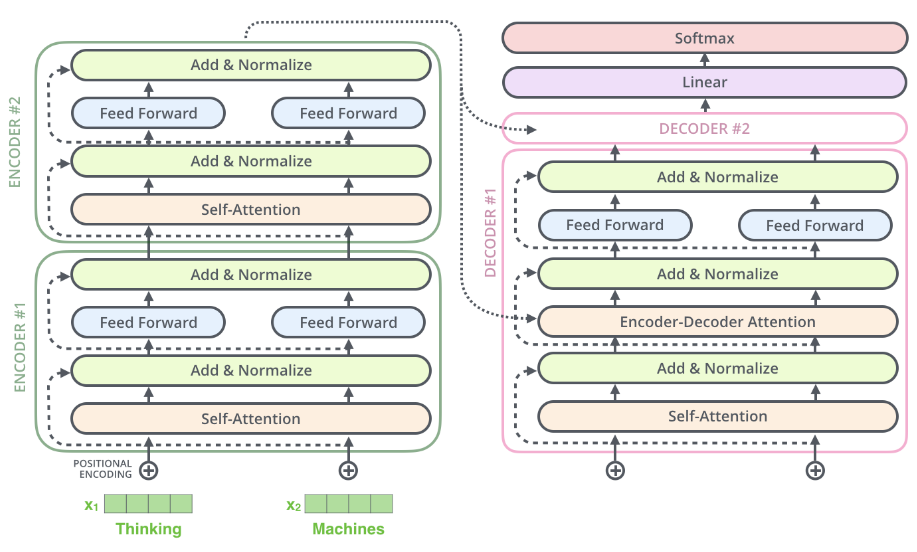 ENCODER #2
Add & Normalize
Feed Forward
Feed Forward
Add & Normalize
Self-Attention
ENCODER #1
Add & Normalize
Feed Forward
Feed Forward
Add & Normalize
Self-Attention
POSITIONAL
ENCODING
x₁
x₂
Thinking
Machines
Softmax
Linear
DECODER #2
DECODER #1
Add & Normalize
Feed Forward
Feed Forward
Add & Normalize
Encoder-Decoder Attention
Add & Normalize
Self-Attention